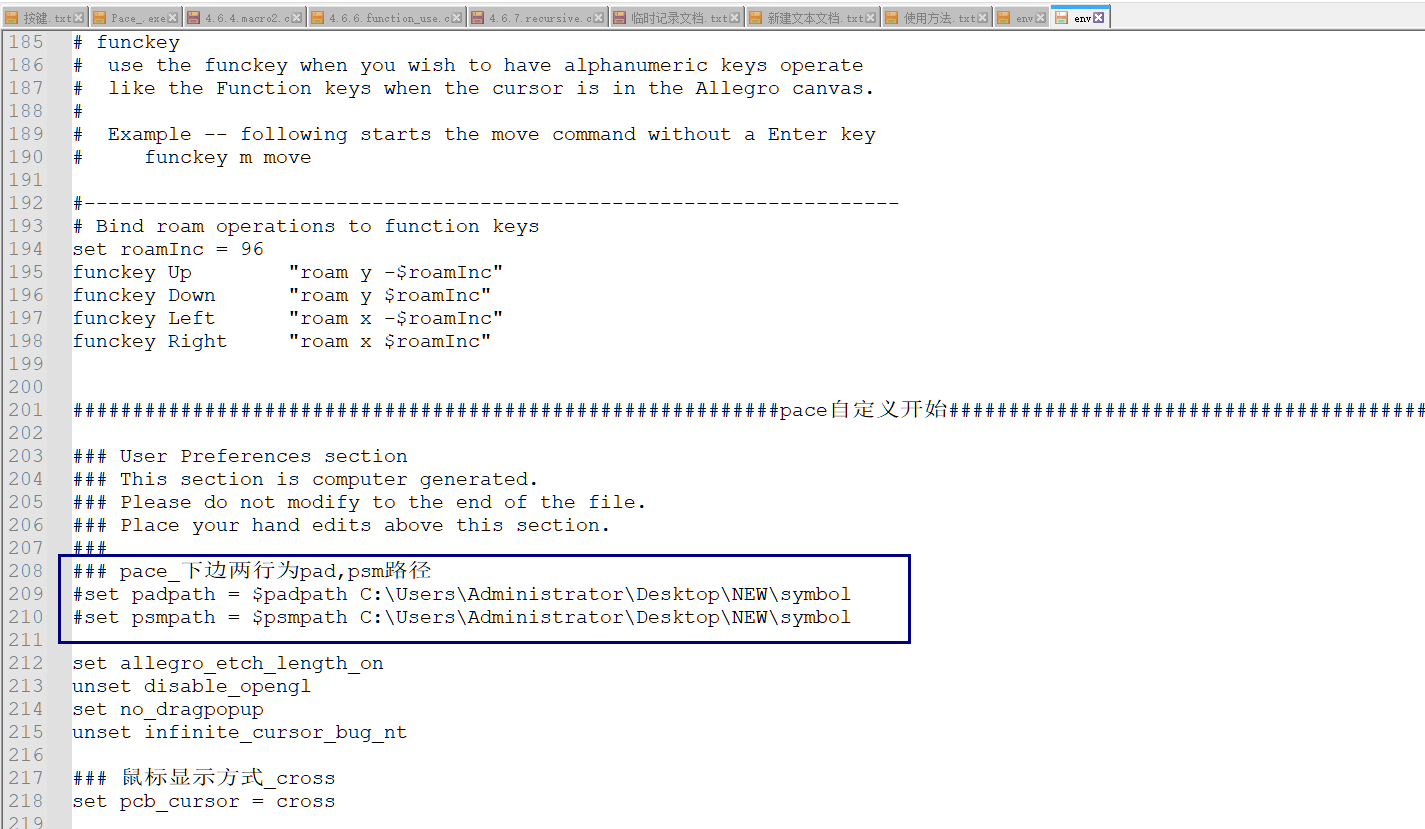 按键.txt Pace_.exe 4.6.4.macro2.c 4.6.6.function_use.c 4.6.7.recursive.c 临时记录文档.txt 新建文本文档.txt 使用方法.txt env env
185 # funckey
186 #  use the funckey when you wish to have alphanumeric keys operate
187 #  like the Function keys when the cursor is in the Allegro canvas.
188 #
189 #  Example -- following starts the move command without a Enter key
190 #     funckey m move
191
192 #--------------------------------------------------------------------
193 # Bind roam operations to function keys
194 set roamInc = 96
195 funckey Up        "roam y -$roamInc"
196 funckey Down      "roam y $roamInc"
197 funckey Left      "roam x -$roamInc"
198 funckey Right     "roam x $roamInc"
199
200
201 ###########################################################pace自定义开始########################################
202
203 ### User Preferences section
204 ### This section is computer generated.
205 ### Please do not modify to the end of the file.
206 ### Place your hand edits above this section.
207 ###
208 ### pace_下边两行为pad,psm路径
209 #set padpath = $padpath C:\Users\Administrator\Desktop\NEW\symbol
210 #set psmpath = $psmpath C:\Users\Administrator\Desktop\NEW\symbol
211
212 set allegro_etch_length_on
213 unset disable_opengl
214 set no_dragpopup
215 unset infinite_cursor_bug_nt
216
217 ### 鼠标显示方式_cross
218 set pcb_cursor = cross
219